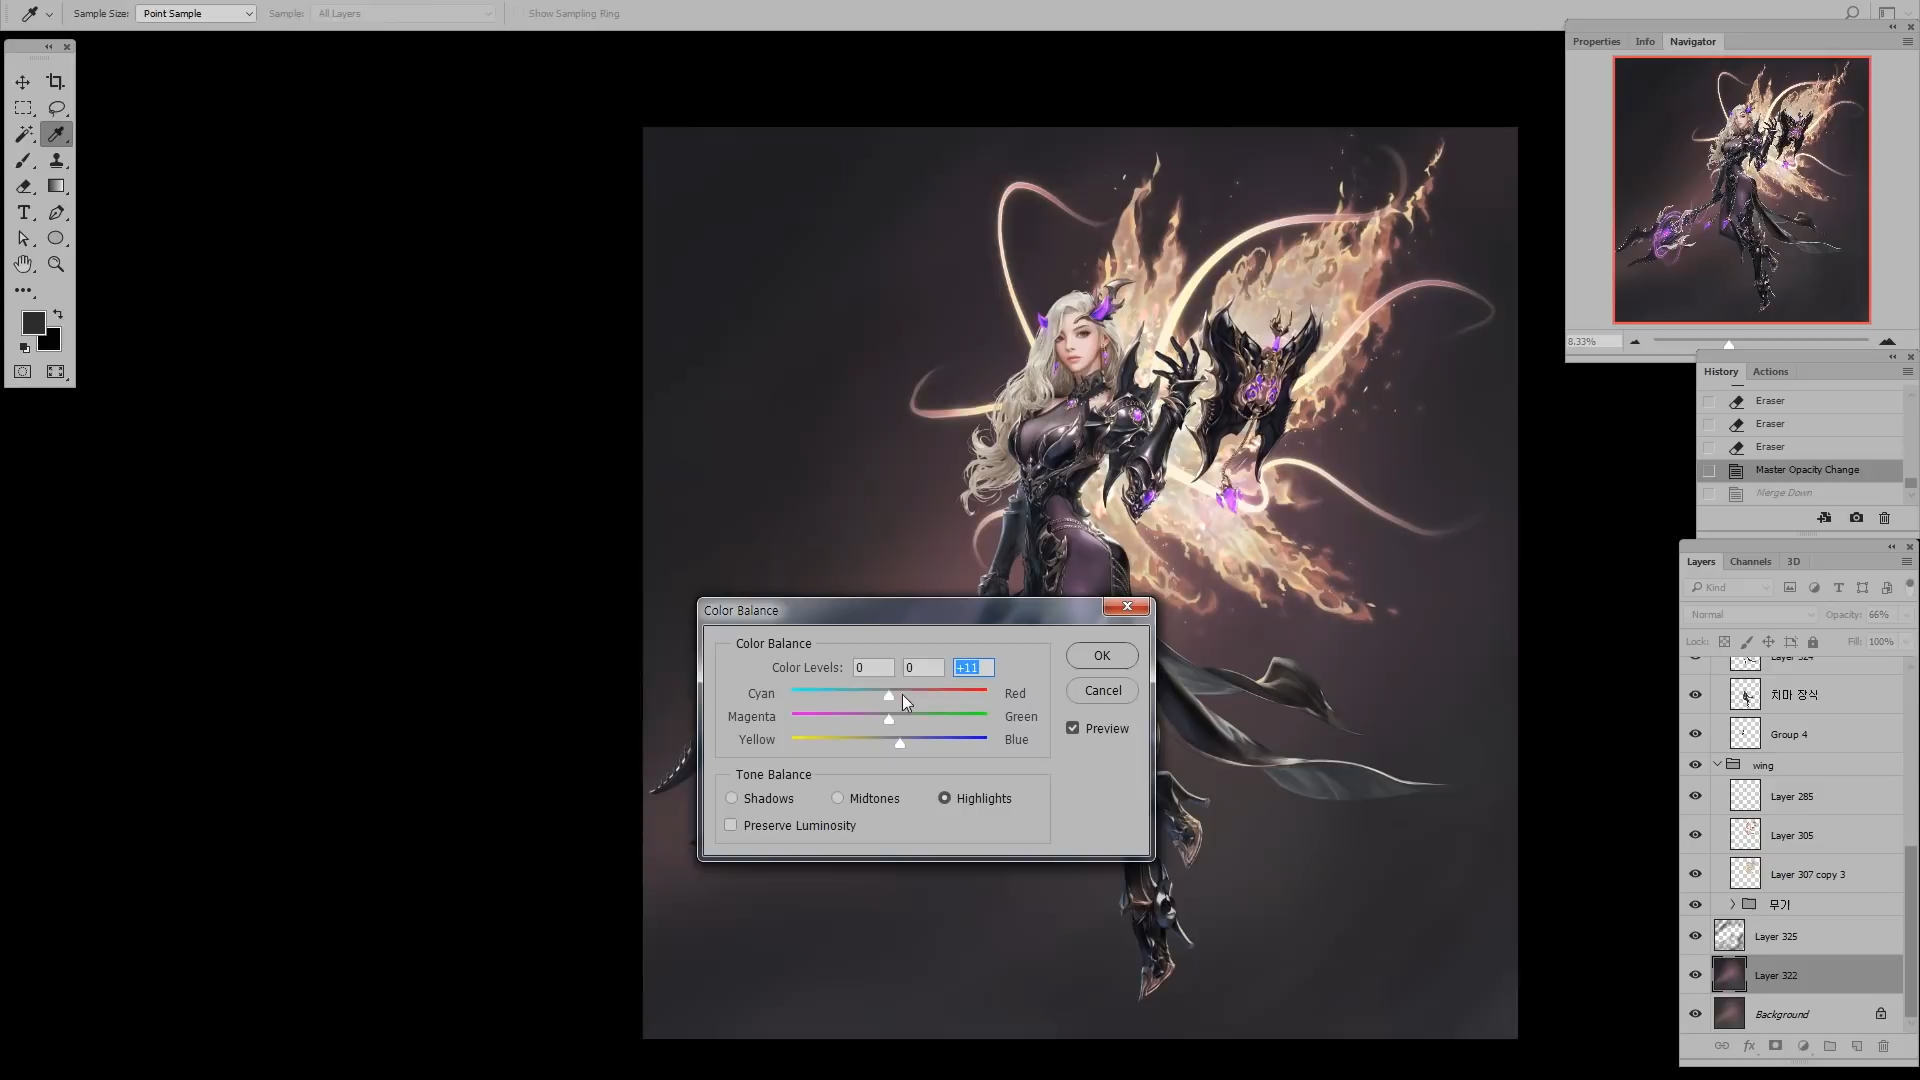 Sample Size: Point Sample Sample: All Layers Show Sampling Ring
Properties Info Navigator
8.33%
History Actions
Eraser
Eraser
Eraser
Master Opacity Change
Merge Down
Layers Channels 3D
Kind
Normal Opacity: 66%
Lock: Fill: 100%
Layer 324
치마 장식
Group 4
wing
Layer 285
Layer 305
Layer 307 copy 3
무기
Layer 325
Layer 322
Background
fx
Color Balance
Color Balance
Color Levels: 0 0 +11
Cyan Red
Magenta Green
Yellow Blue
Tone Balance
Shadows Midtones Highlights
Preserve Luminosity
OK
Cancel
Preview